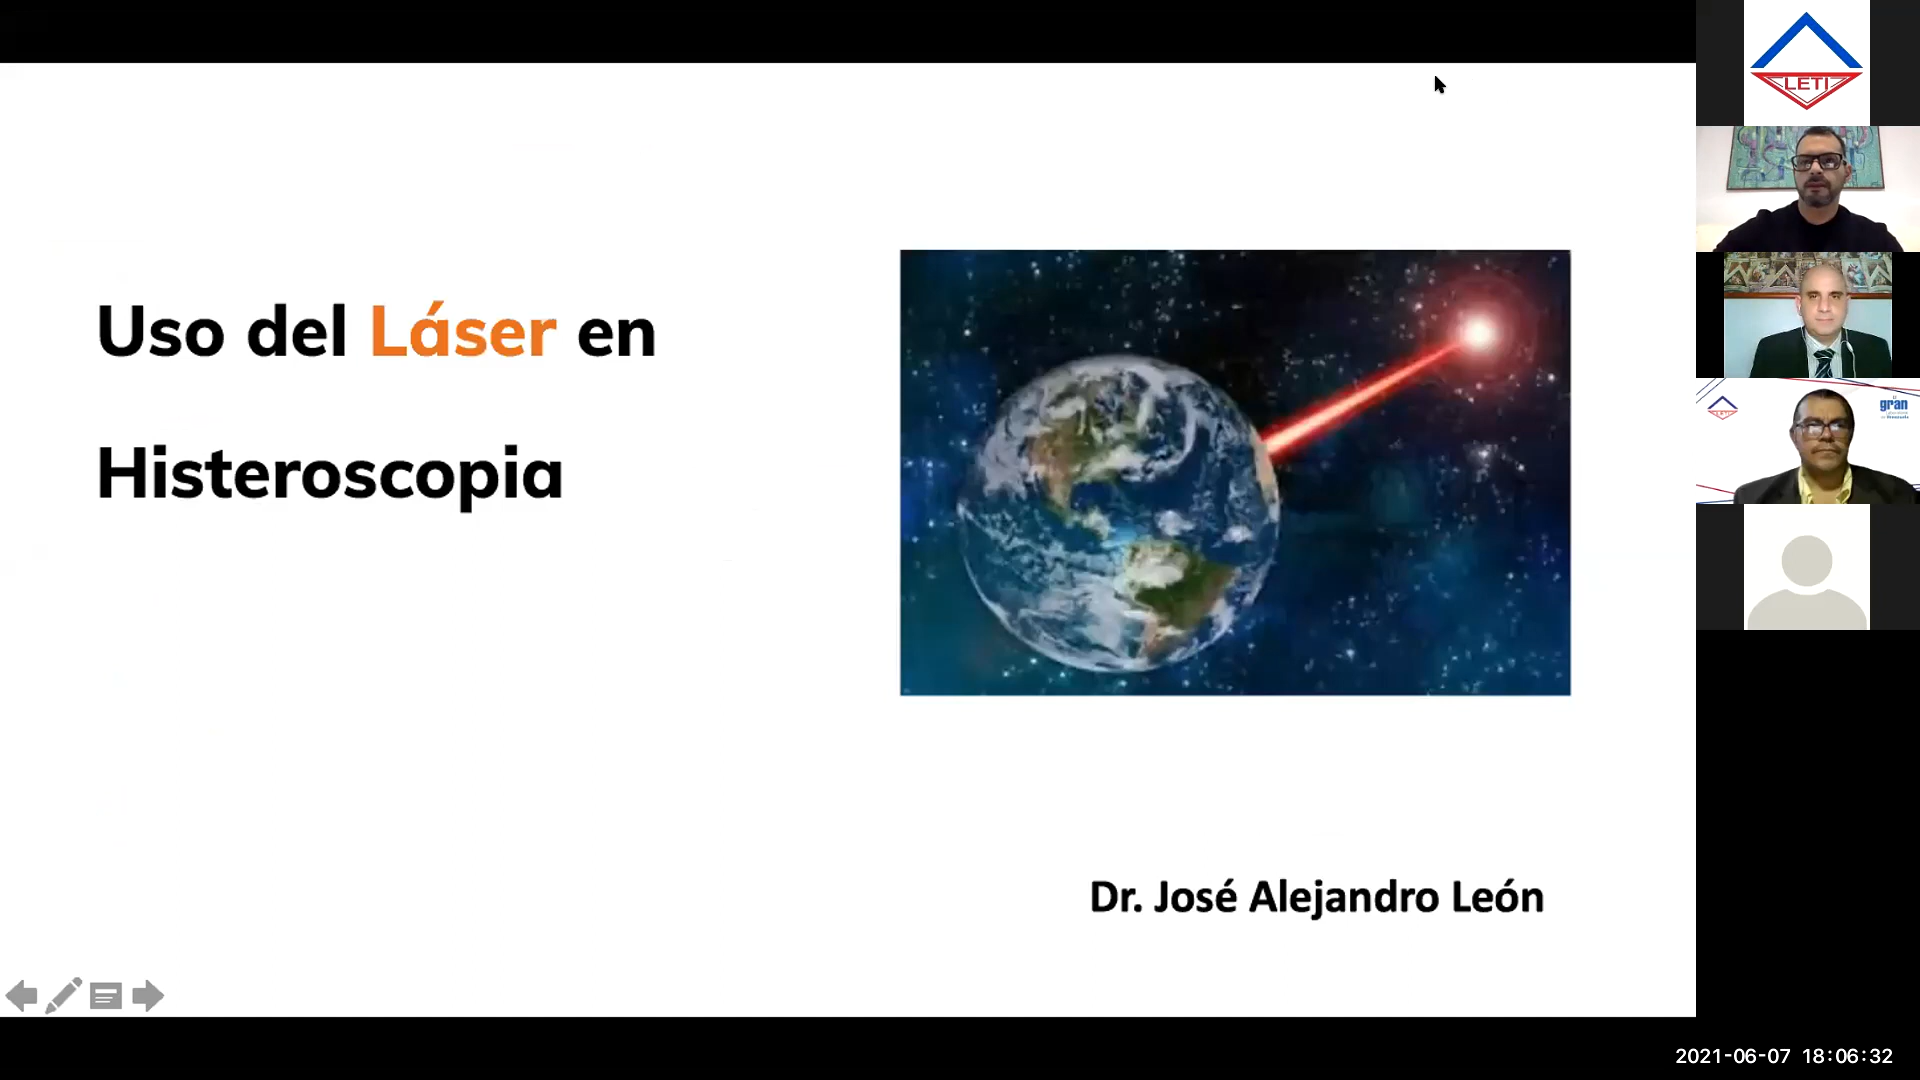 Uso del Láser en
Histeroscopia
Dr. José Alejandro León
LETI
gran
2021-06-07 18:06:32